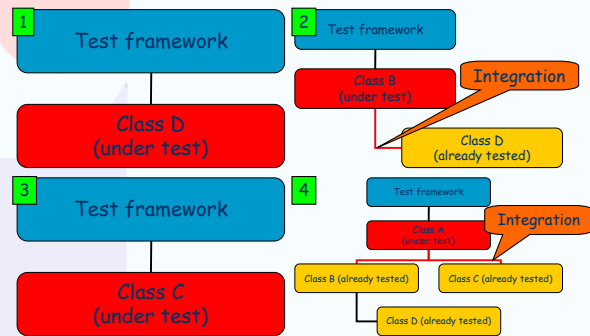 1
Test framework
Class D
(under test)
2
Test framework
Class B
(under test)
Integration
Class D
(already tested)
3
Test framework
Class C
(under test)
4
Test framework
Class A
(under test)
Integration
Class B (already tested)
Class C (already tested)
Class D (already tested)